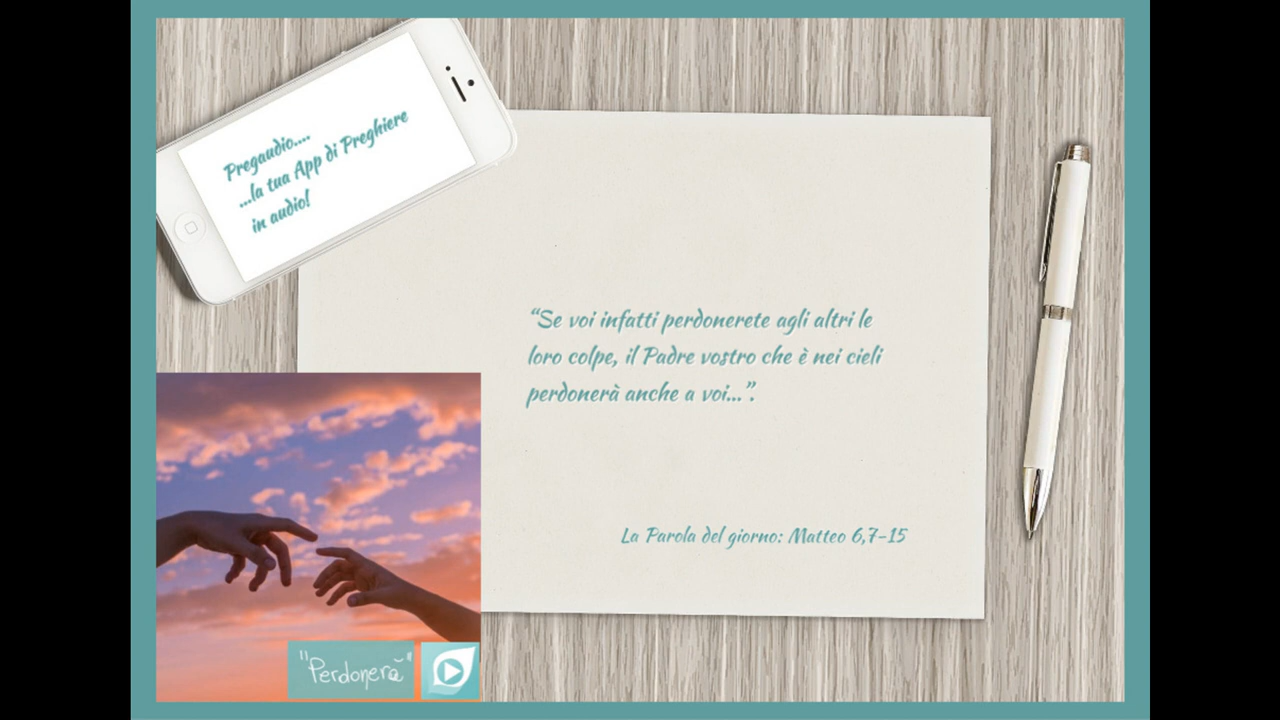 Pregaudio....
...la tua App di Preghiere
in audio!
“Se voi infatti perdonerete agli altri le
loro colpe, il Padre vostro che è nei cieli
perdonerà anche a voi...”.
La Parola del giorno: Matteo 6,7-15
"Perdonerà"